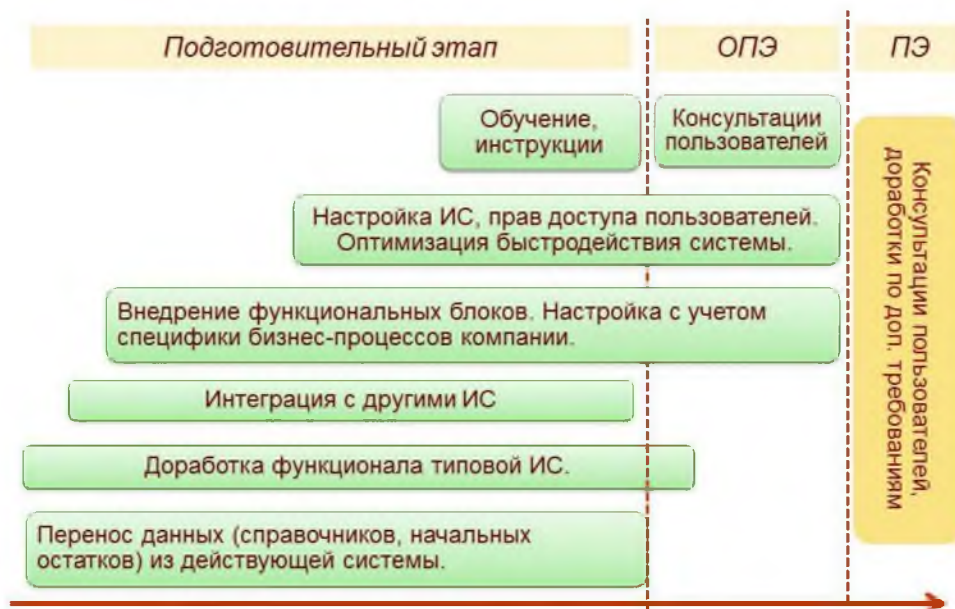 Подготовительный этап
ОПЭ
ПЭ
Обучение,
инструкции
Консультации
пользователей
Настройка ИС, прав доступа пользователей.
Оптимизация быстродействия системы.
Внедрение функциональных блоков. Настройка с учетом
специфики бизнес-процессов компании.
Интеграция с другими ИС
Доработка функционала типовой ИС.
Перенос данных (справочников, начальных
остатков) из действующей системы.
Консультации пользователей,
доработки по доп. требованиям